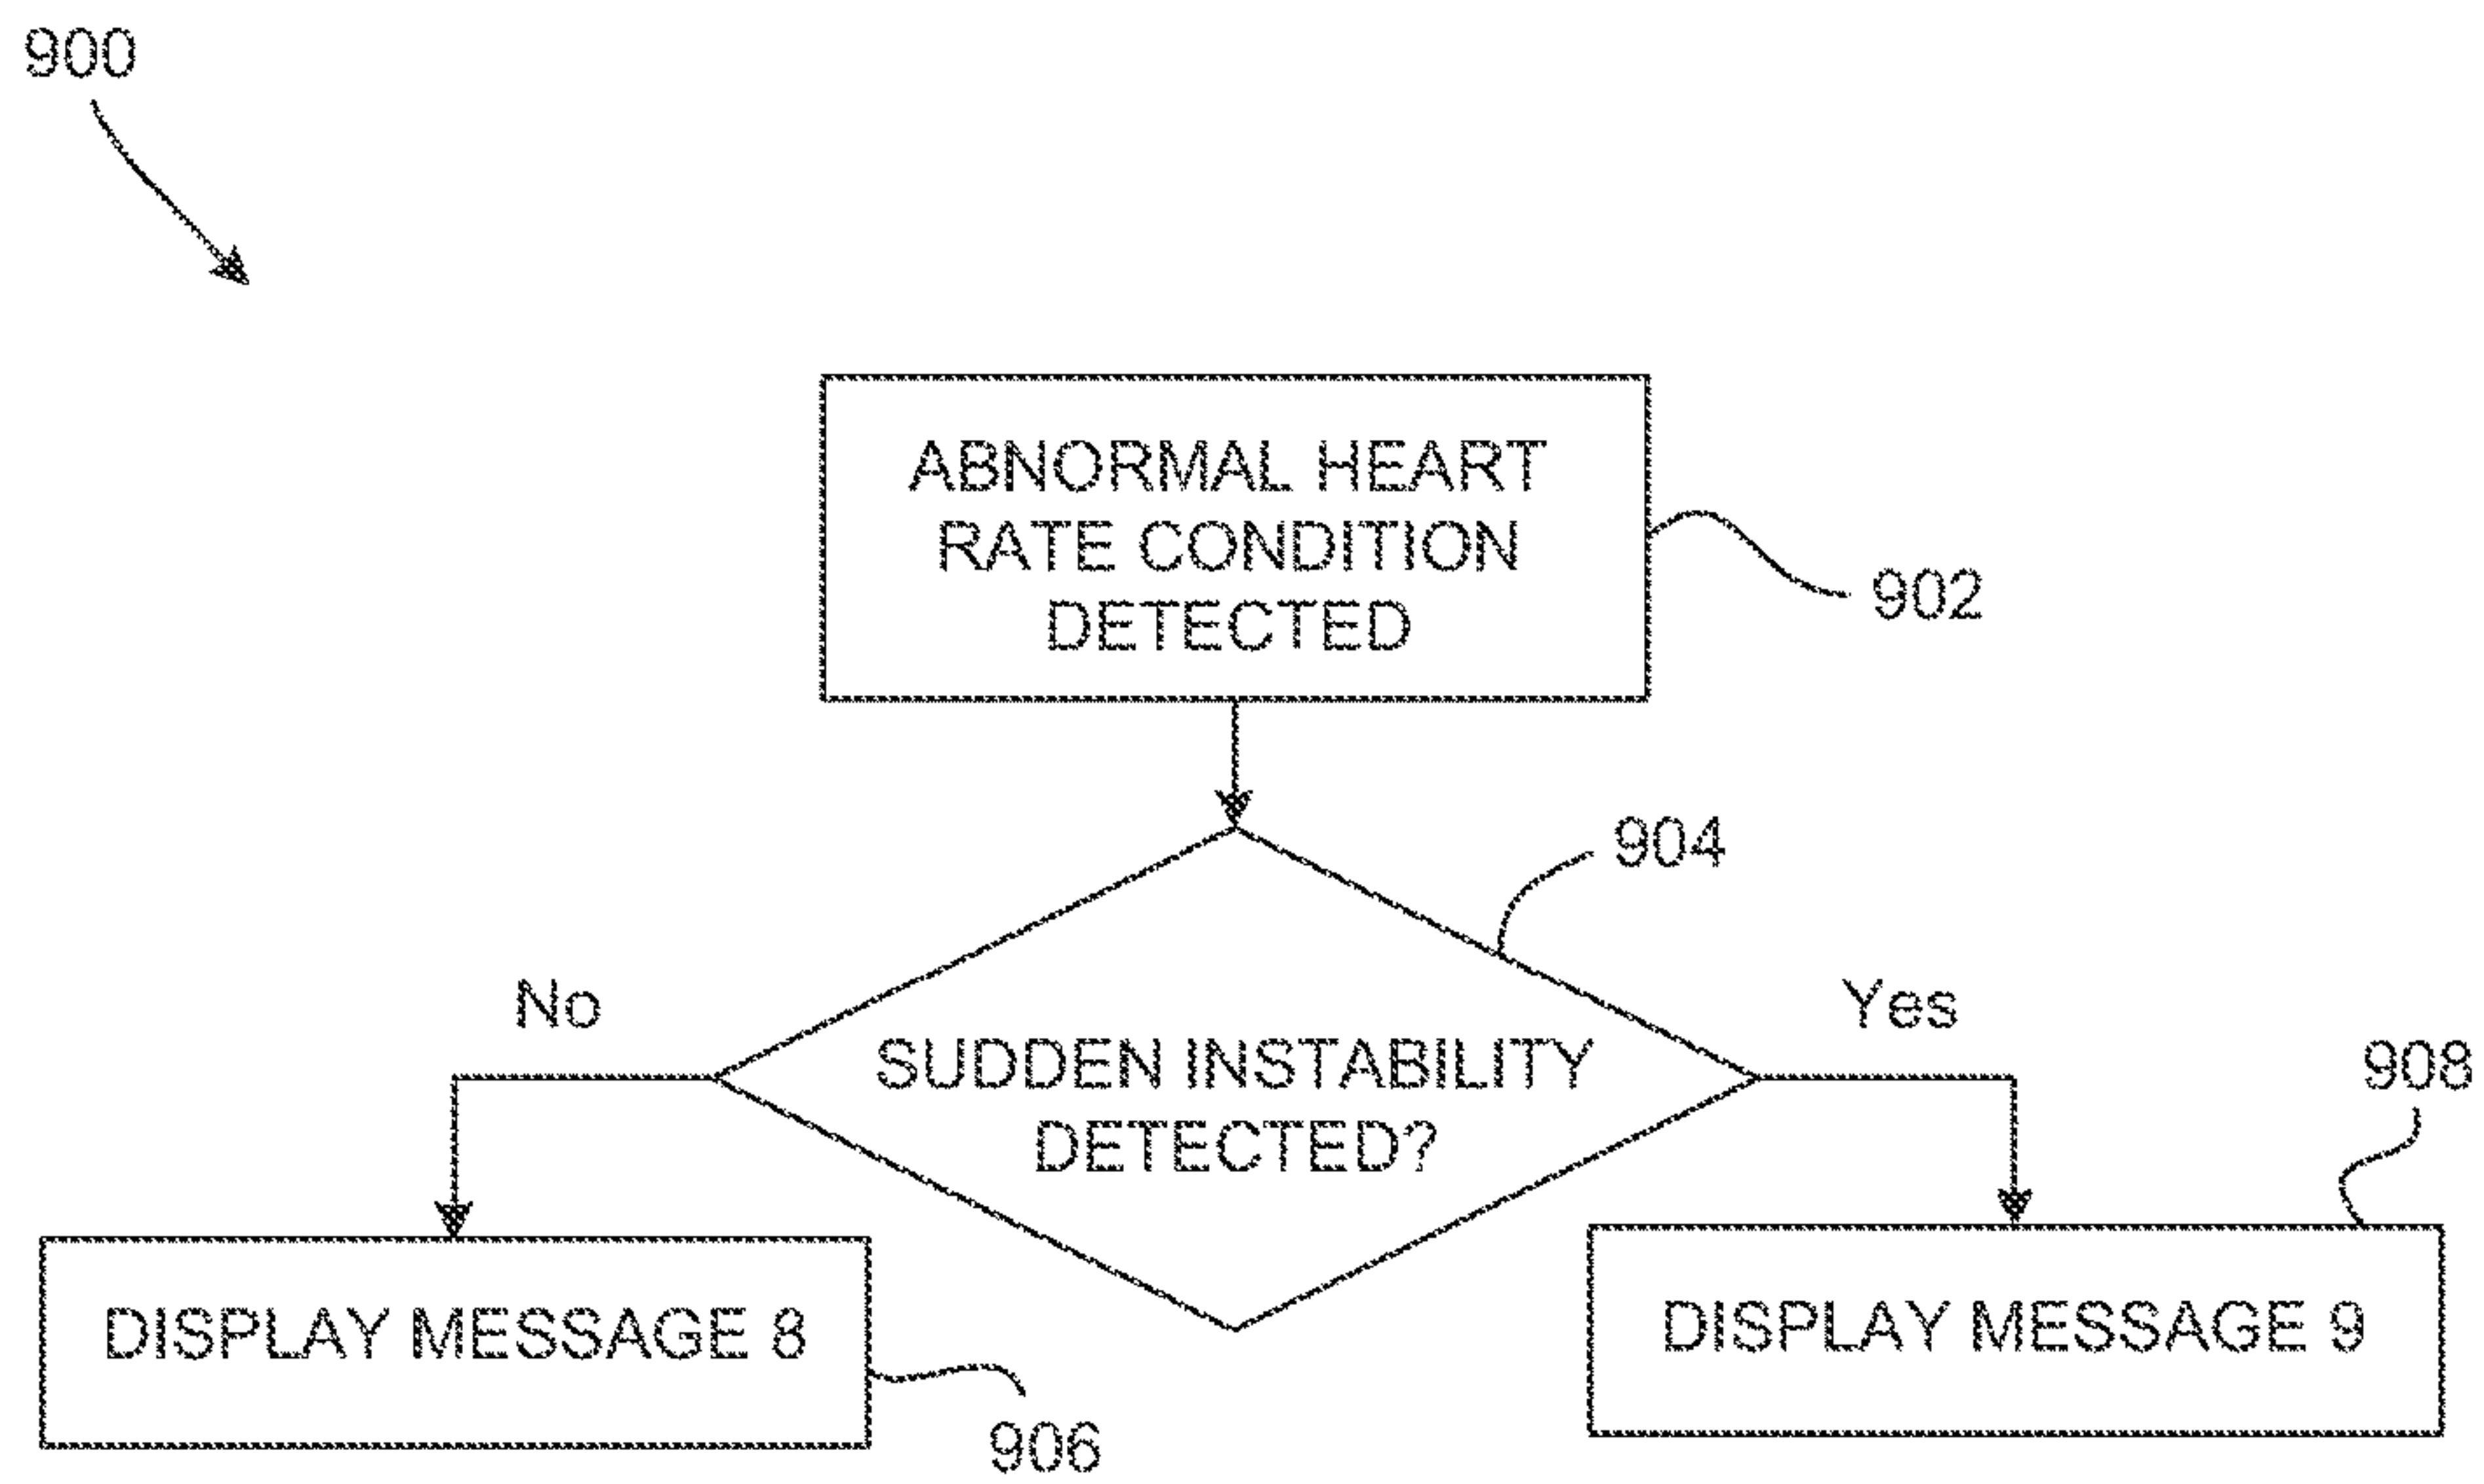 900
ABNORMAL HEART
RATE CONDITION
DETECTED
902
904
No
Yes
SUDDEN INSTABILITY
DETECTED?
908
DISPLAY MESSAGE 8
DISPLAY MESSAGE 9
906